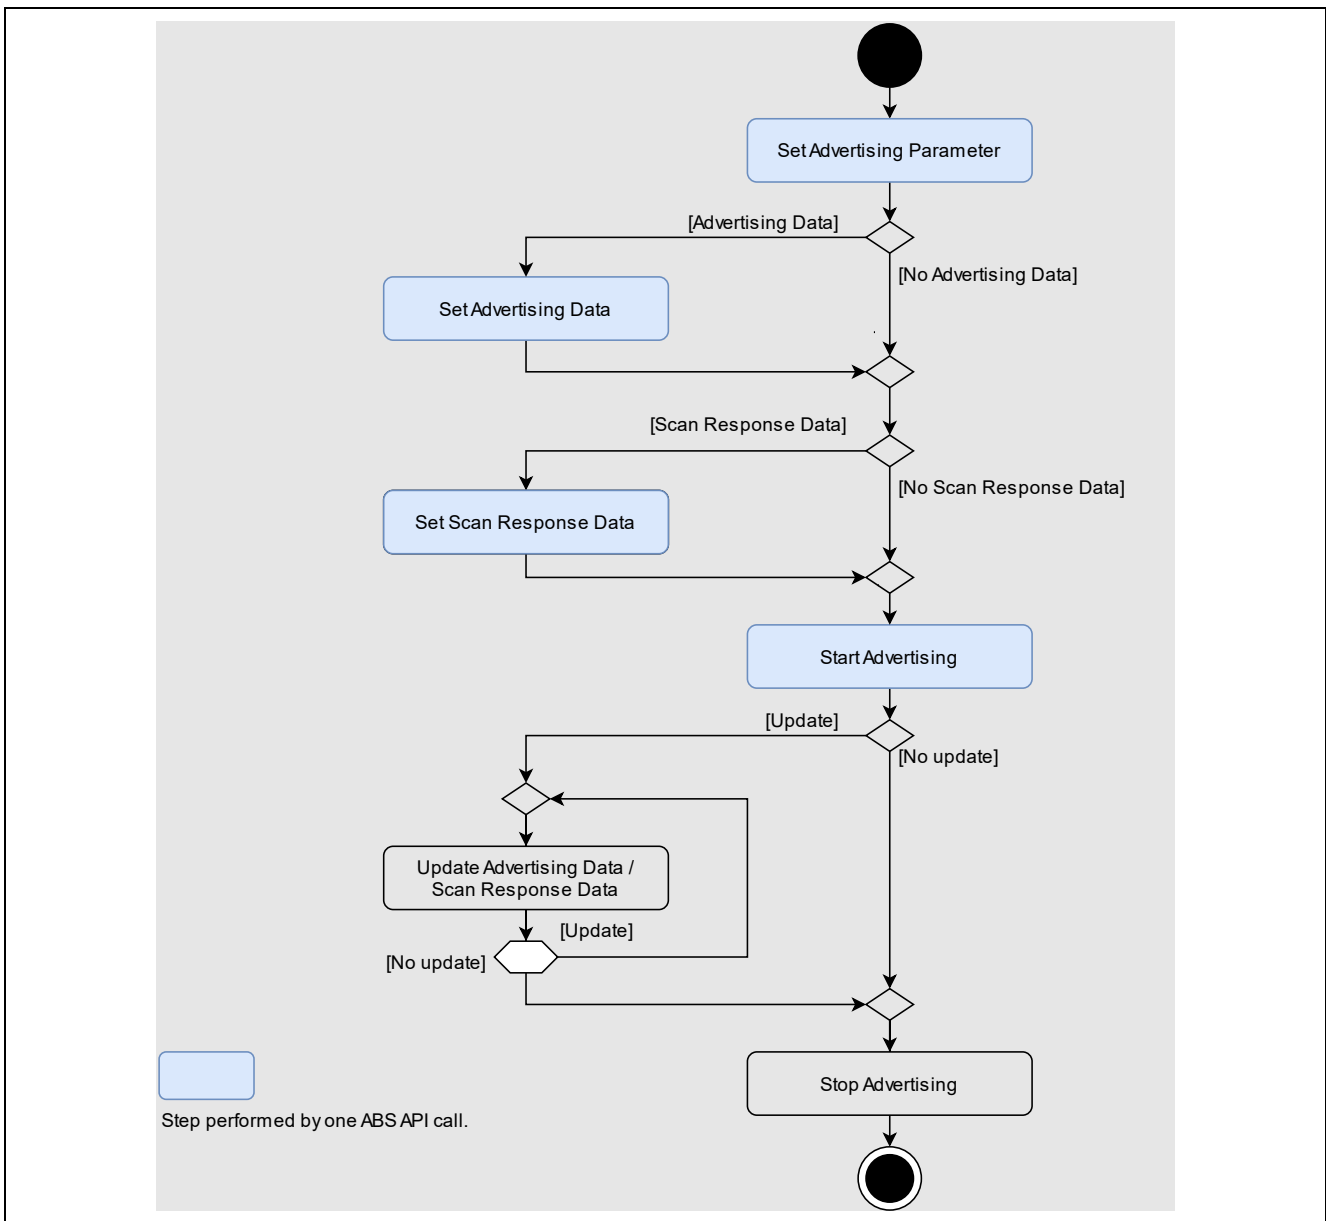 Set Advertising Parameter
[Advertising Data]
[No Advertising Data]
Set Advertising Data
[Scan Response Data]
[No Scan Response Data]
Set Scan Response Data
Start Advertising
[Update]
[No update]
Update Advertising Data /
Scan Response Data
[Update]
[No update]
Stop Advertising
Step performed by one ABS API call.